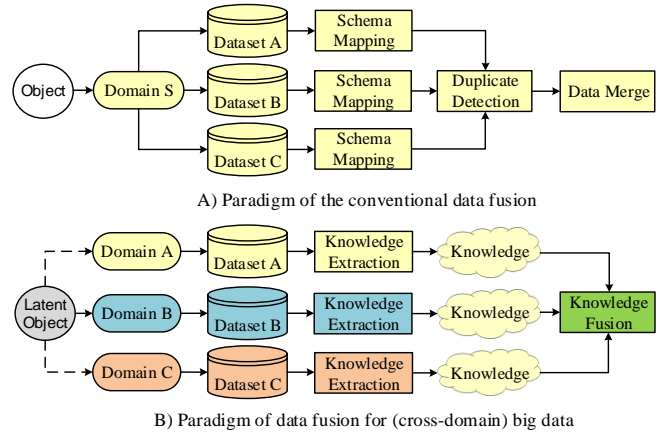 Object
Domain S
Dataset A
Schema
Mapping
Dataset B
Schema
Mapping
Dataset C
Schema
Mapping
Duplicate
Detection
Data Merge
A) Paradigm of the conventional data fusion
Latent
Object
Domain A
Dataset A
Knowledge
Extraction
Knowledge
Domain B
Dataset B
Knowledge
Extraction
Knowledge
Domain C
Dataset C
Knowledge
Extraction
Knowledge
Knowledge
Fusion
B) Paradigm of data fusion for (cross-domain) big data